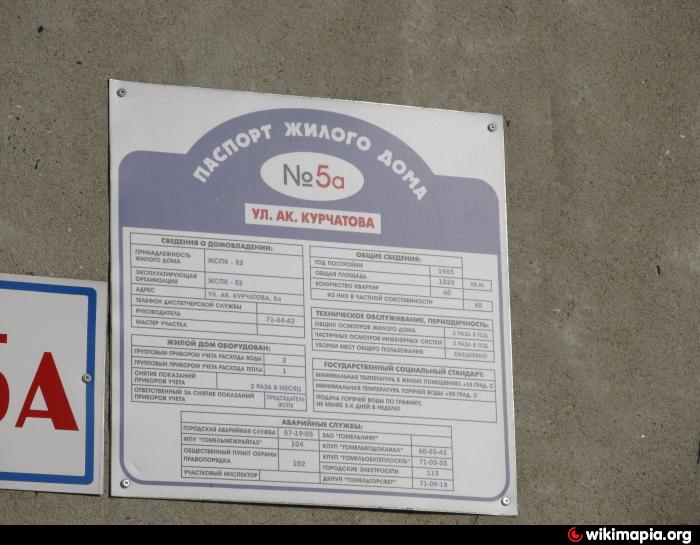 ПАСПОРТ ЖИЛОГО ДОМА
№5а
УЛ. АК. КУРЧАТОВА
СВЕДЕНИЯ О ДОМОВЛАДЕНИИ:
ПРИНАДЛЕЖНОСТЬ ЖИЛОГО ДОМА ЖСПК - 32
ЭКСПЛУАТИРУЮЩАЯ ОРГАНИЗАЦИЯ ЖСПК - 32
АДРЕС УЛ. АК. КУРЧАТОВА, 5а
ТЕЛЕФОН ДИСПЕТЧЕРСКОЙ СЛУЖБЫ
РУКОВОДИТЕЛЬ 71-44-42
МАСТЕР УЧАСТКА
ЖИЛОЙ ДОМ ОБОРУДОВАН:
ГРУППОВЫМ ПРИБОРОМ УЧЕТА РАСХОДА ВОДЫ 2
ГРУППОВЫМ ПРИБОРОМ УЧЕТА РАСХОДА ТЕПЛА 1
СНЯТИЕ ПОКАЗАНИЙ ПРИБОРОВ УЧЕТА 2 РАЗА В МЕСЯЦ
ОТВЕТСТВЕННЫЙ ЗА СНЯТИЕ ПОКАЗАНИЙ ПРИБОРОВ УЧЕТА ПРЕДСЕДАТЕЛЬ ЖСПК
ОБЩИЕ СВЕДЕНИЯ:
ГОД ПОСТРОЙКИ 1965
ОБЩАЯ ПЛОЩАДЬ 1820 КВ.М.
КОЛИЧЕСТВО КВАРТИР 60
ИЗ НИХ В ЧАСТНОЙ СОБСТВЕННОСТИ 48
ТЕХНИЧЕСКОЕ ОБСЛУЖИВАНИЕ, ПЕРИОДИЧНОСТЬ:
ОБЩИХ ОСМОТРОВ ЖИЛОГО ДОМА 2 РАЗА В ГОД
ЧАСТИЧНЫХ ОСМОТРОВ ИНЖЕНЕРНЫХ СИСТЕМ 2 РАЗА В ГОД
УБОРКИ МЕСТ ОБЩЕГО ПОЛЬЗОВАНИЯ ЕЖЕДНЕВНО
ГОСУДАРСТВЕННЫЙ СОЦИАЛЬНЫЙ СТАНДАРТ:
МИНИМАЛЬНАЯ ТЕМПЕРАТУРА В ЖИЛЫХ ПОМЕЩЕНИЯХ +18 ГРАД. С
МИНИМАЛЬНАЯ ТЕМПЕРАТУРА ГОРЯЧЕЙ ВОДЫ +50 ГРАД. С
ПОДАЧА ГОРЯЧЕЙ ВОДЫ ПО ГРАФИКУ,
НЕ МЕНЕЕ 2-Х ДНЕЙ В НЕДЕЛЮ
АВАРИЙНЫЕ СЛУЖБЫ:
ГОРОДСКАЯ АВАРИЙНАЯ СЛУЖБА 57-19-05
МПУ "ГОМЕЛЬМЕЖРАЙГАЗ" 104
ОБЩЕСТВЕННЫЙ ПУНКТ ОХРАНЫ ПРАВОПОРЯДКА 102
УЧАСТКОВЫЙ ИНСПЕКТОР
ЗАО "ГОМЕЛЬЛИФТ"
КПУП "ГОМЕЛЬВОДОКАНАЛ" 60-85-42
КПУП "ГОМЕЛЬОБЛТЕПЛОСЕТЬ" 71-03-55
ГОРОДСКИЕ ЭЛЕКТРОСЕТИ 113
ДКПУП "ГОМЕЛЬГОРСВЕТ" 71-09-18
5А
wikimapia.org